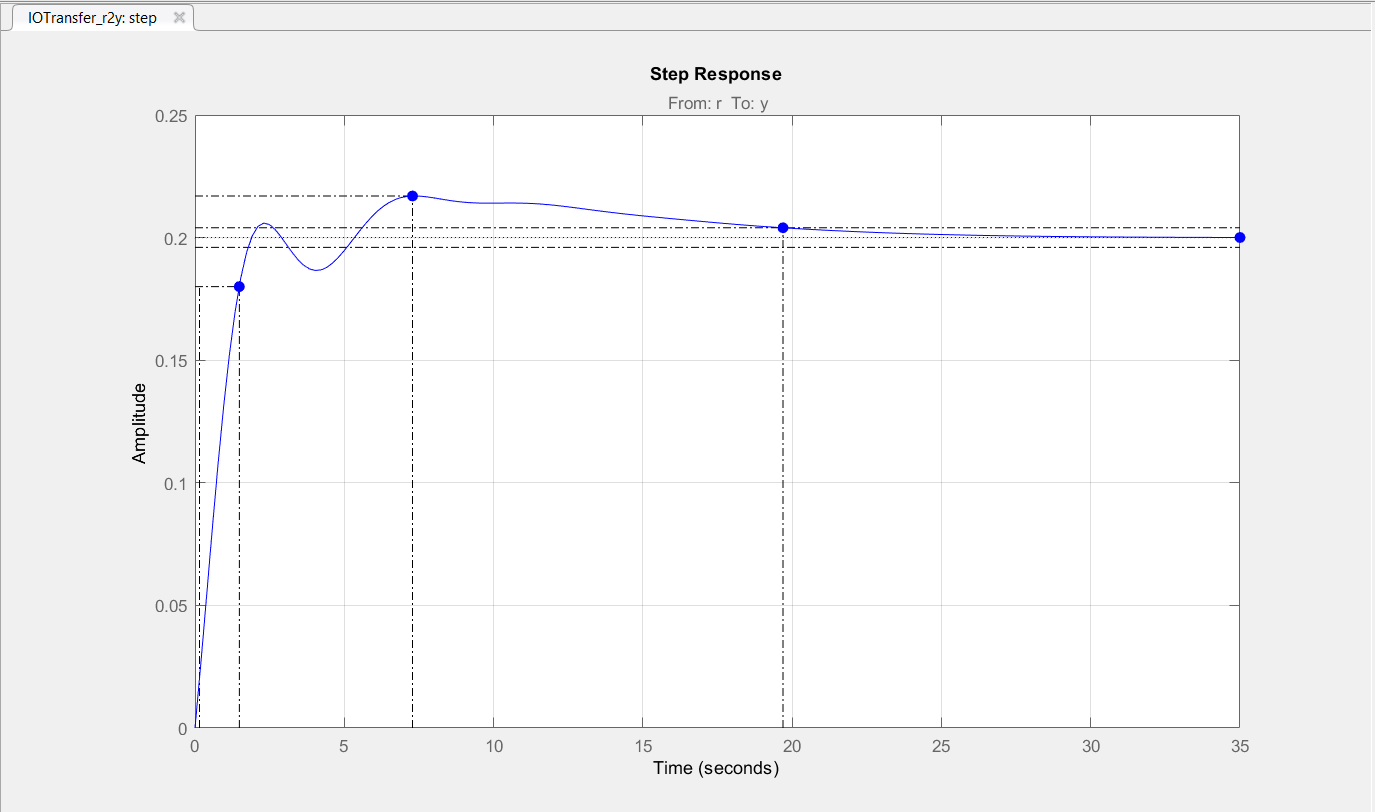 IOTransfer_r2y: step
Step Response
From: r To: y
0.25
0.2
0.15
0.1
0.05
0
Amplitude
0 5 10 15 20 25 30 35
Time (seconds)